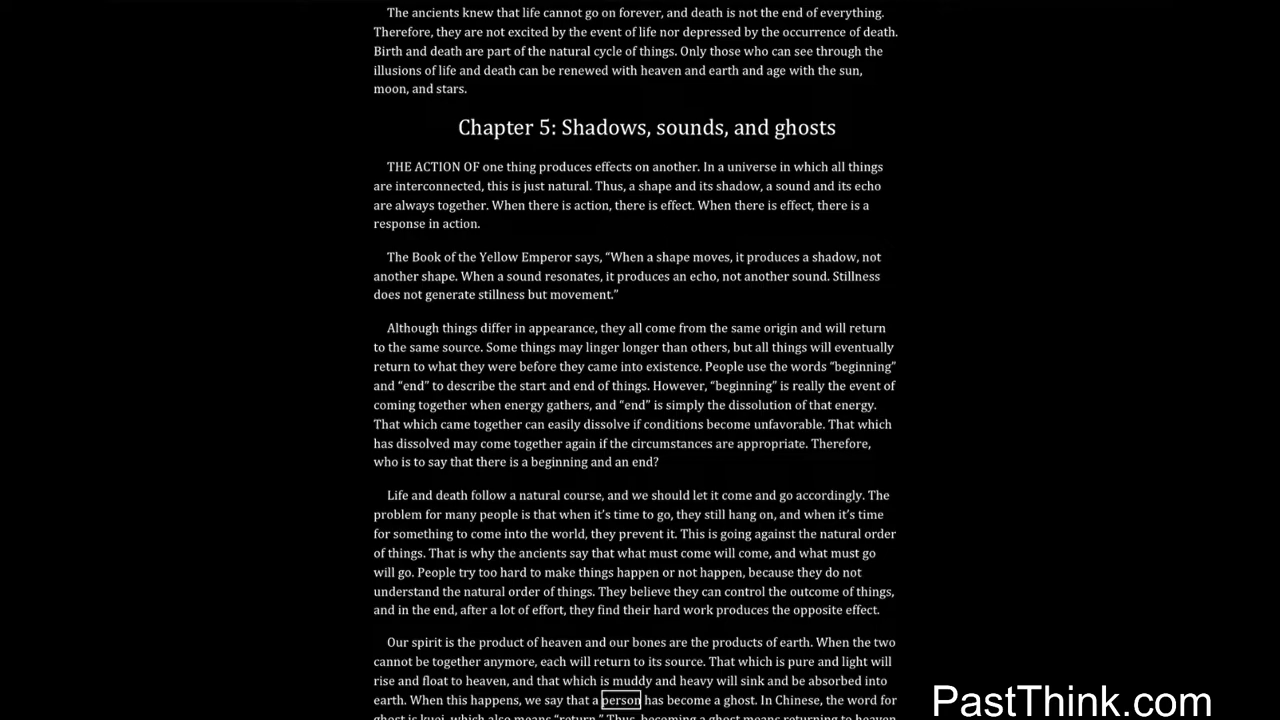 The ancients knew that life cannot go on forever, and death is not the end of everything.
Therefore, they are not excited by the event of life nor depressed by the occurrence of death.
Birth and death are part of the natural cycle of things. Only those who can see through the
illusions of life and death can be renewed with heaven and earth and age with the sun,
moon, and stars.
Chapter 5: Shadows, sounds, and ghosts
THE ACTION OF one thing produces effects on another. In a universe in which all things
are interconnected, this is just natural. Thus, a shape and its shadow, a sound and its echo
are always together. When there is action, there is effect. When there is effect, there is a
response in action.
The Book of the Yellow Emperor says, “When a shape moves, it produces a shadow, not
another shape. When a sound resonates, it produces an echo, not another sound. Stillness
does not generate stillness but movement.”
Although things differ in appearance, they all come from the same origin and will return
to the same source. Some things may linger longer than others, but all things will eventually
return to what they were before they came into existence. People use the words “beginning”
and “end” to describe the start and end of things. However, “beginning” is really the event of
coming together when energy gathers, and “end” is simply the dissolution of that energy.
That which came together can easily dissolve if conditions become unfavorable. That which
has dissolved may come together again if the circumstances are appropriate. Therefore,
who is to say that there is a beginning and an end?
Life and death follow a natural course, and we should let it come and go accordingly. The
problem for many people is that when it’s time to go, they still hang on, and when it’s time
for something to come into the world, they prevent it. This is going against the natural order
of things. That is why the ancients say that what must come will come, and what must go
will go. People try too hard to make things happen or not happen, because they do not
understand the natural order of things. They believe they can control the outcome of things,
and in the end, after a lot of effort, they find their hard work produces the opposite effect.
Our spirit is the product of heaven and our bones are the products of earth. When the two
cannot be together anymore, each will return to its source. That which is pure and light will
rise and float to heaven, and that which is muddy and heavy will sink and be absorbed into
earth. When this happens, we say that a person has become a ghost. In Chinese, the word for
ghost is kuei, which also means “return.” Thus, becoming a ghost means returning to heaven
PastThink.com